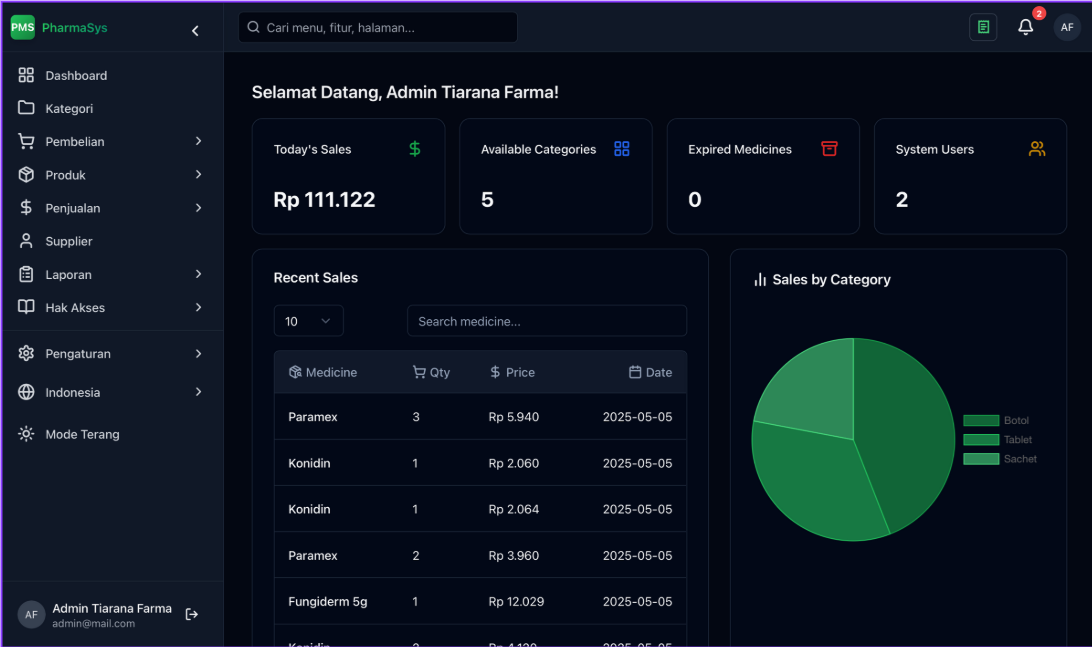 PMS PharmaSys
Cari menu, fitur, halaman...
2
AF
Dashboard
Kategori
Pembelian
Produk
Penjualan
Supplier
Laporan
Hak Akses
Pengaturan
Indonesia
Mode Terang
AF
Admin Tiarana Farma
admin@mail.com
Selamat Datang, Admin Tiarana Farma!
Today's Sales
Rp 111.122
Available Categories
5
Expired Medicines
0
System Users
2
Recent Sales
10
Search medicine...
Medicine Qty Price Date
Paramex 3 Rp 5.940 2025-05-05
Konidin 1 Rp 2.060 2025-05-05
Konidin 1 Rp 2.064 2025-05-05
Paramex 2 Rp 3.960 2025-05-05
Fungiderm 5g 1 Rp 12.029 2025-05-05
Konidin
Sales by Category
Botol
Tablet
Sachet